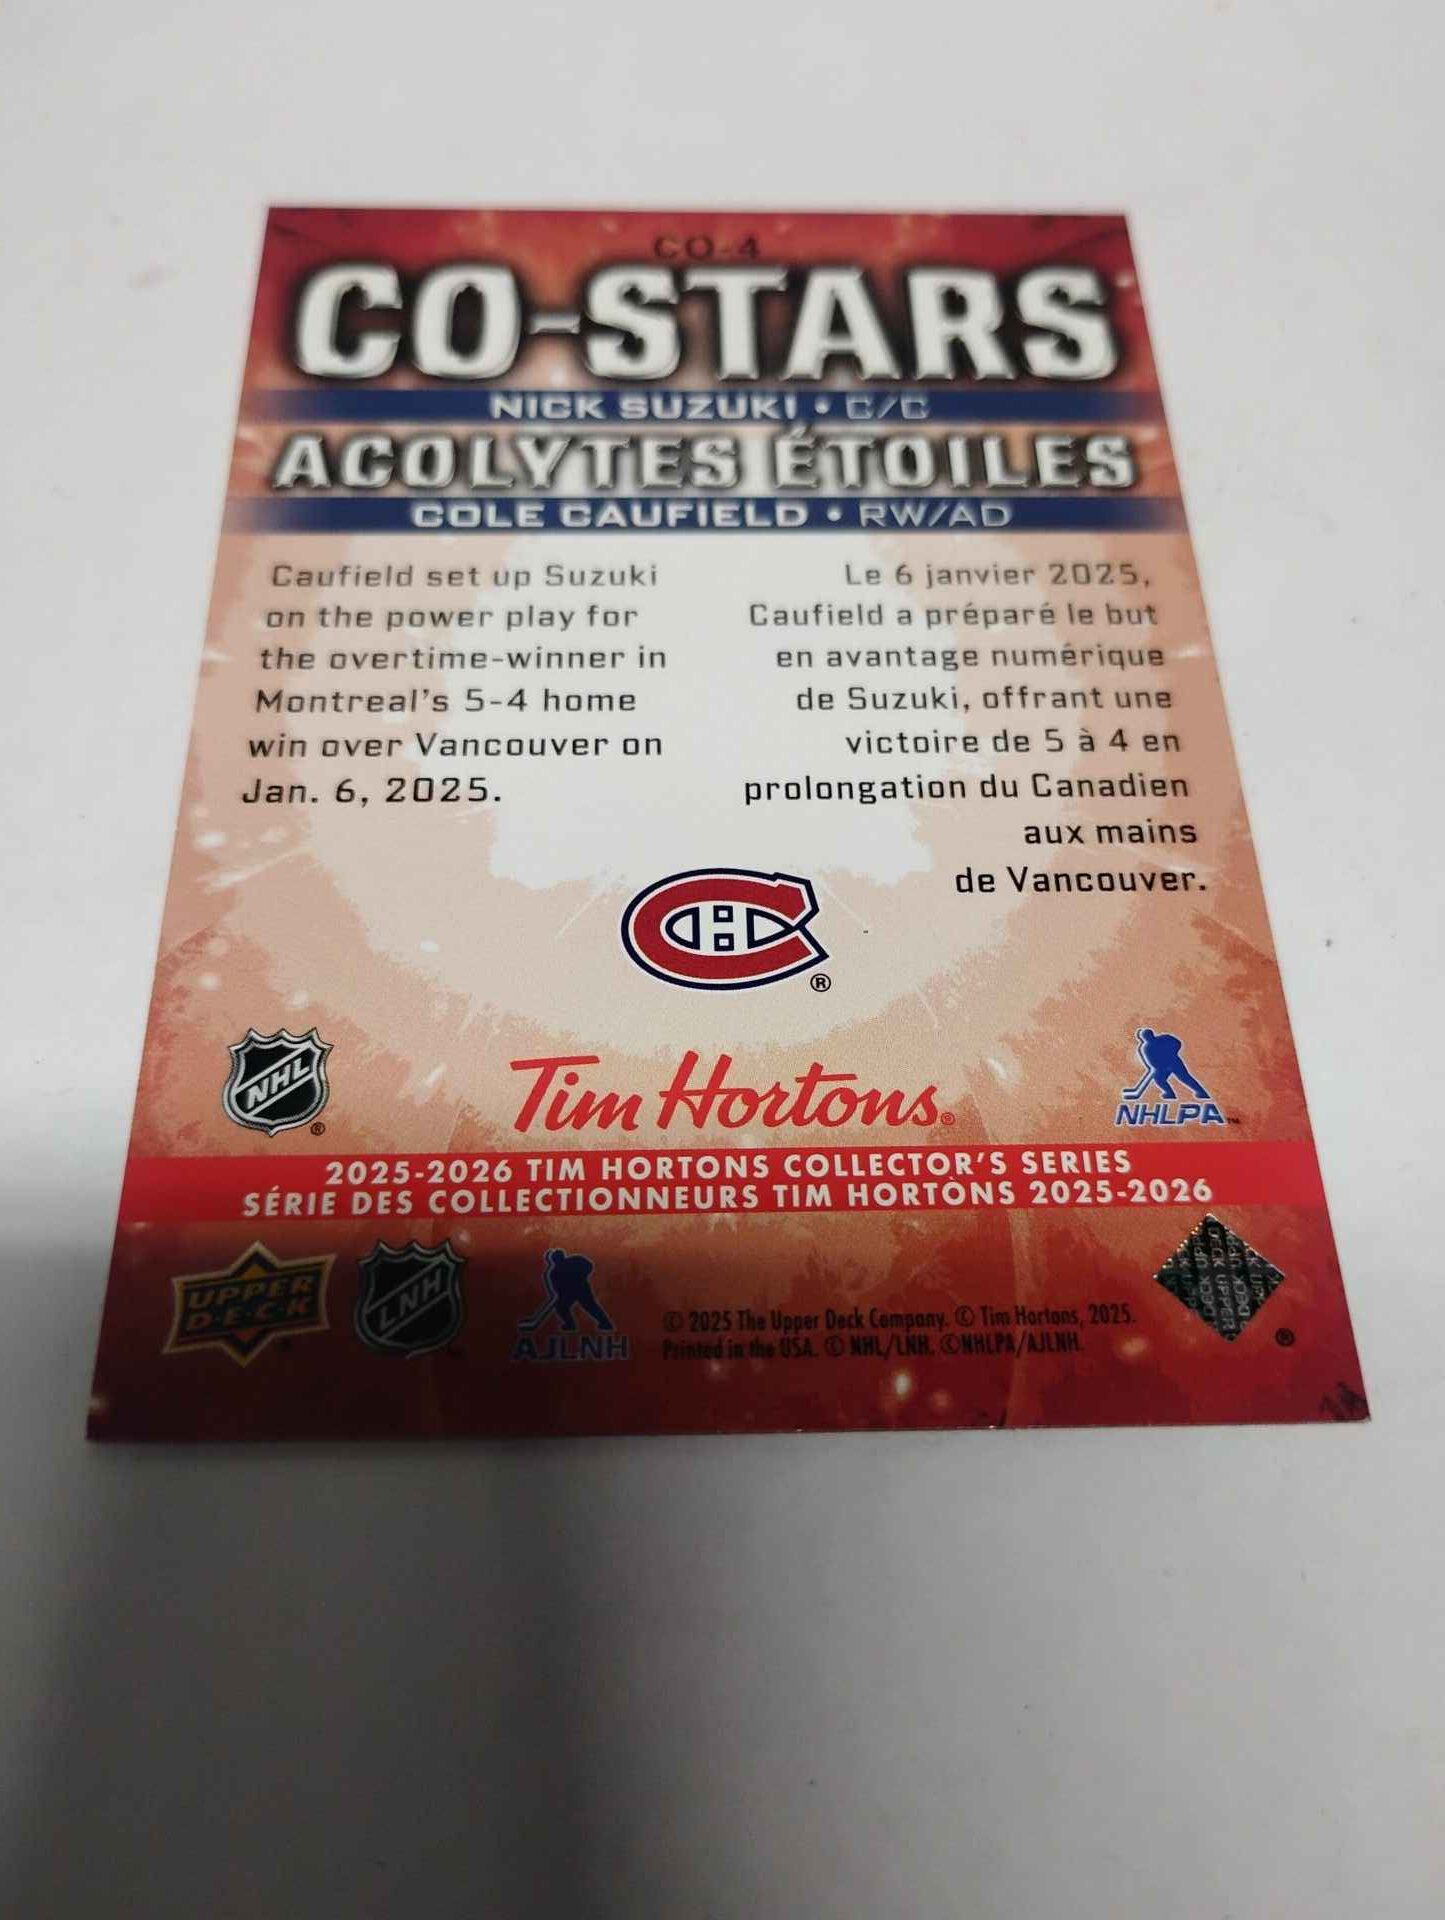 CO-4
CO-STARS
NICK SUZUKI • C/C
ACOLYTES ÉTOILES
COLE CAUFIELD • RW/AD
Caufield set up Suzuki
on the power play for
the overtime-winner in
Montreal's 5-4 home
win over Vancouver on
Jan. 6, 2025.
Le 6 janvier 2025,
Caufield a préparé le but
en avantage numérique
de Suzuki, offrant une
victoire de 5 à 4 en
prolongation du Canadien
aux mains
de Vancouver.
CH ®
NHL ®
Tim Hortons®
NHLPA™
2025-2026 TIM HORTONS COLLECTOR'S SERIES
SÉRIE DES COLLECTIONNEURS TIM HORTONS 2025-2026
UPPER
DECK
LNH
AJLNH
© 2025 The Upper Deck Company. © Tim Hortons, 2025.
Printed in the USA. © NHL/LNH. ©NHLPA/AJLNH.
UPPER DECK
®